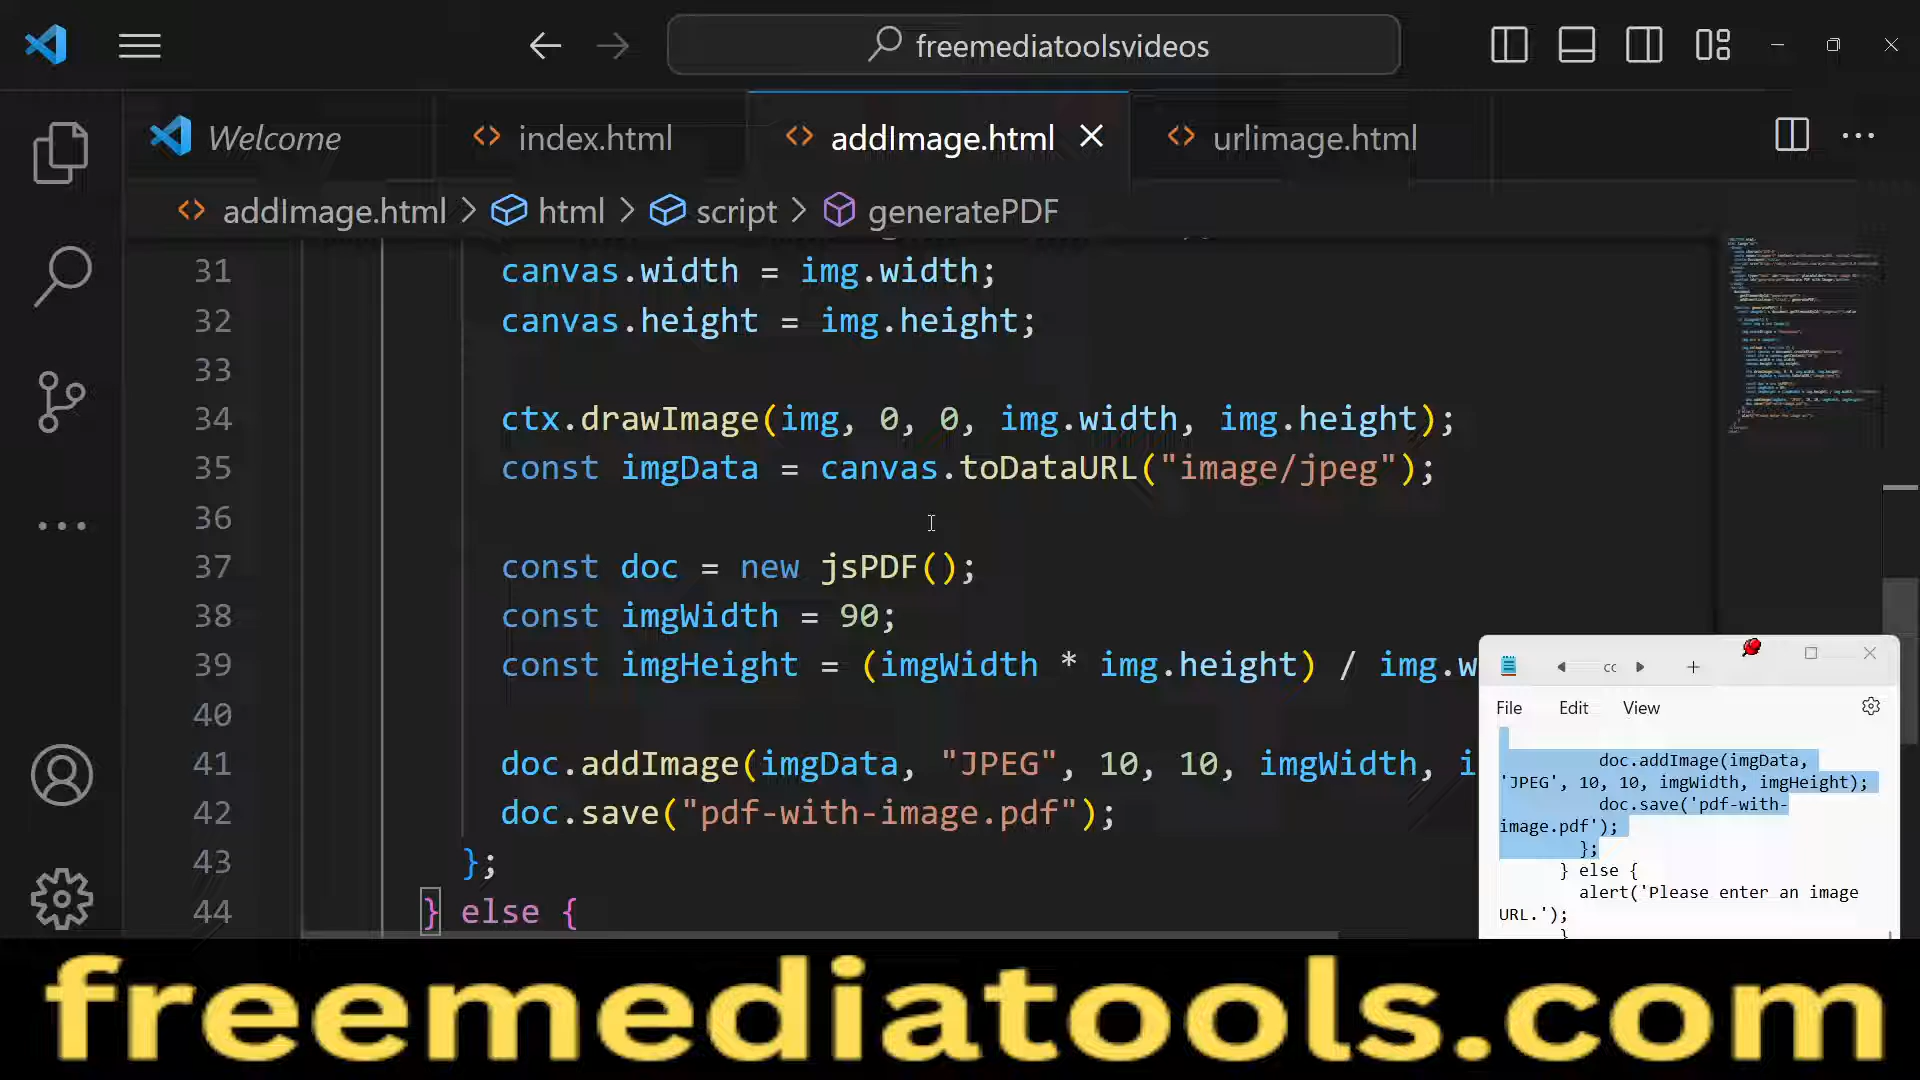 freemediatoolsvideos
Welcome
index.html
addImage.html
urlimage.html
addImage.html > html > script > generatePDF
31 canvas.width = img.width;
32 canvas.height = img.height;
33
34 ctx.drawImage(img, 0, 0, img.width, img.height);
35 const imgData = canvas.toDataURL("image/jpeg");
36
37 const doc = new jsPDF();
38 const imgWidth = 90;
39 const imgHeight = (imgWidth * img.height) / img.w
40
41 doc.addImage(imgData, "JPEG", 10, 10, imgWidth, i
42 doc.save("pdf-with-image.pdf");
43 };
44 } else {
cc
File Edit View
doc.addImage(imgData,
'JPEG', 10, 10, imgWidth, imgHeight);
doc.save('pdf-with-
image.pdf');
};
} else {
alert('Please enter an image
URL.');
}
freemediatools.com